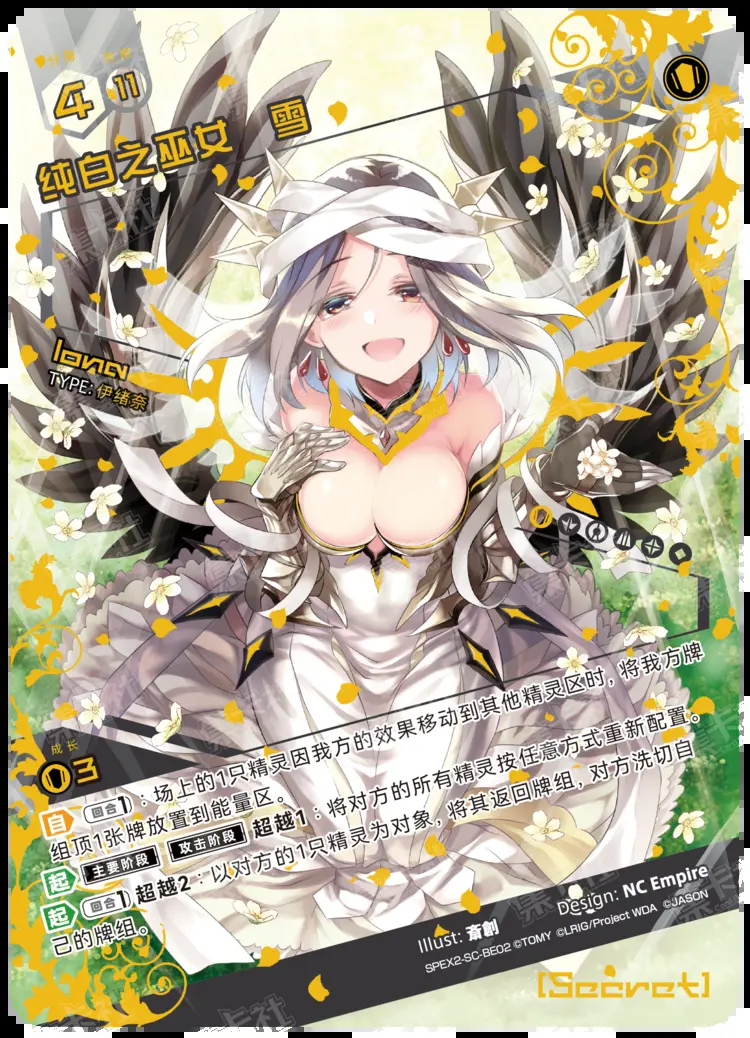 分身
4
11
纯白之巫女 雪
Iona
TYPE: 伊绪奈
成长
3
自 回合1：场上的1只精灵因我方的效果移动到其他精灵区时，将我方牌
组顶1张牌放置到能量区。
起 主要阶段 攻击阶段 超越1：将对方的所有精灵按任意方式重新配置。
起 回合1 超越2：以对方的1只精灵为对象，将其返回牌组，对方洗切自
己的牌组。
Illust: 斎創 Design: NC Empire
SPEX2-SC-BE02 ©TOMY ©LRIG/Project WDA ©JASON
[Secret]
集卡社